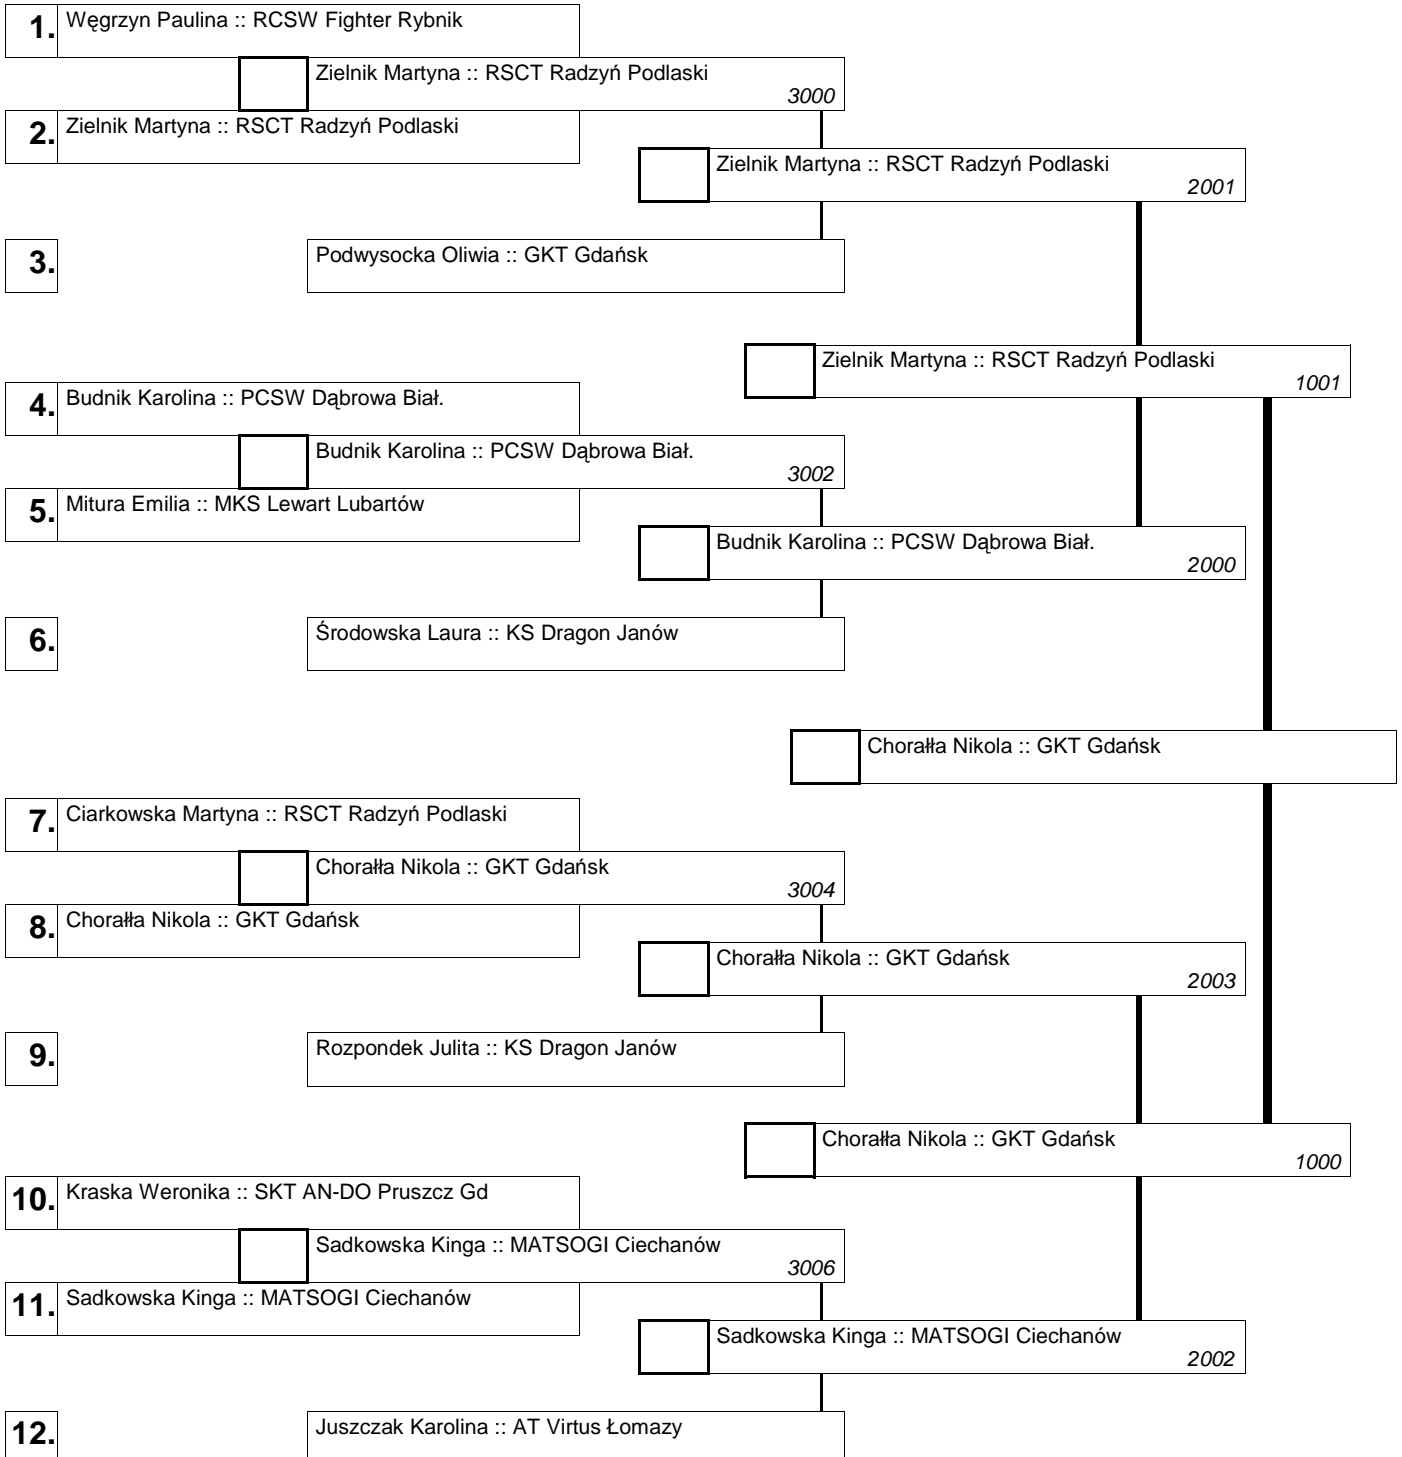 1. Węgrzyn Paulina :: RCSW Fighter Rybnik
Zielnik Martyna :: RSCT Radzyń Podlaski
3000
2. Zielnik Martyna :: RSCT Radzyń Podlaski
Zielnik Martyna :: RSCT Radzyń Podlaski
2001
3. Podwysocka Oliwia :: GKT Gdańsk
Zielnik Martyna :: RSCT Radzyń Podlaski
1001
4. Budnik Karolina :: PCSW Dąbrowa Biał.
Budnik Karolina :: PCSW Dąbrowa Biał.
3002
5. Mitura Emilia :: MKS Lewart Lubartów
Budnik Karolina :: PCSW Dąbrowa Biał.
2000
6. Środowska Laura :: KS Dragon Janów
Chorałła Nikola :: GKT Gdańsk
7. Ciarkowska Martyna :: RSCT Radzyń Podlaski
Chorałła Nikola :: GKT Gdańsk
3004
8. Chorałła Nikola :: GKT Gdańsk
Chorałła Nikola :: GKT Gdańsk
2003
9. Rozpondek Julita :: KS Dragon Janów
Chorałła Nikola :: GKT Gdańsk
1000
10. Kraska Weronika :: SKT AN-DO Pruszcz Gd
Sadkowska Kinga :: MATSOGI Ciechanów
3006
11. Sadkowska Kinga :: MATSOGI Ciechanów
Sadkowska Kinga :: MATSOGI Ciechanów
2002
12. Juszczak Karolina :: AT Virtus Łomazy